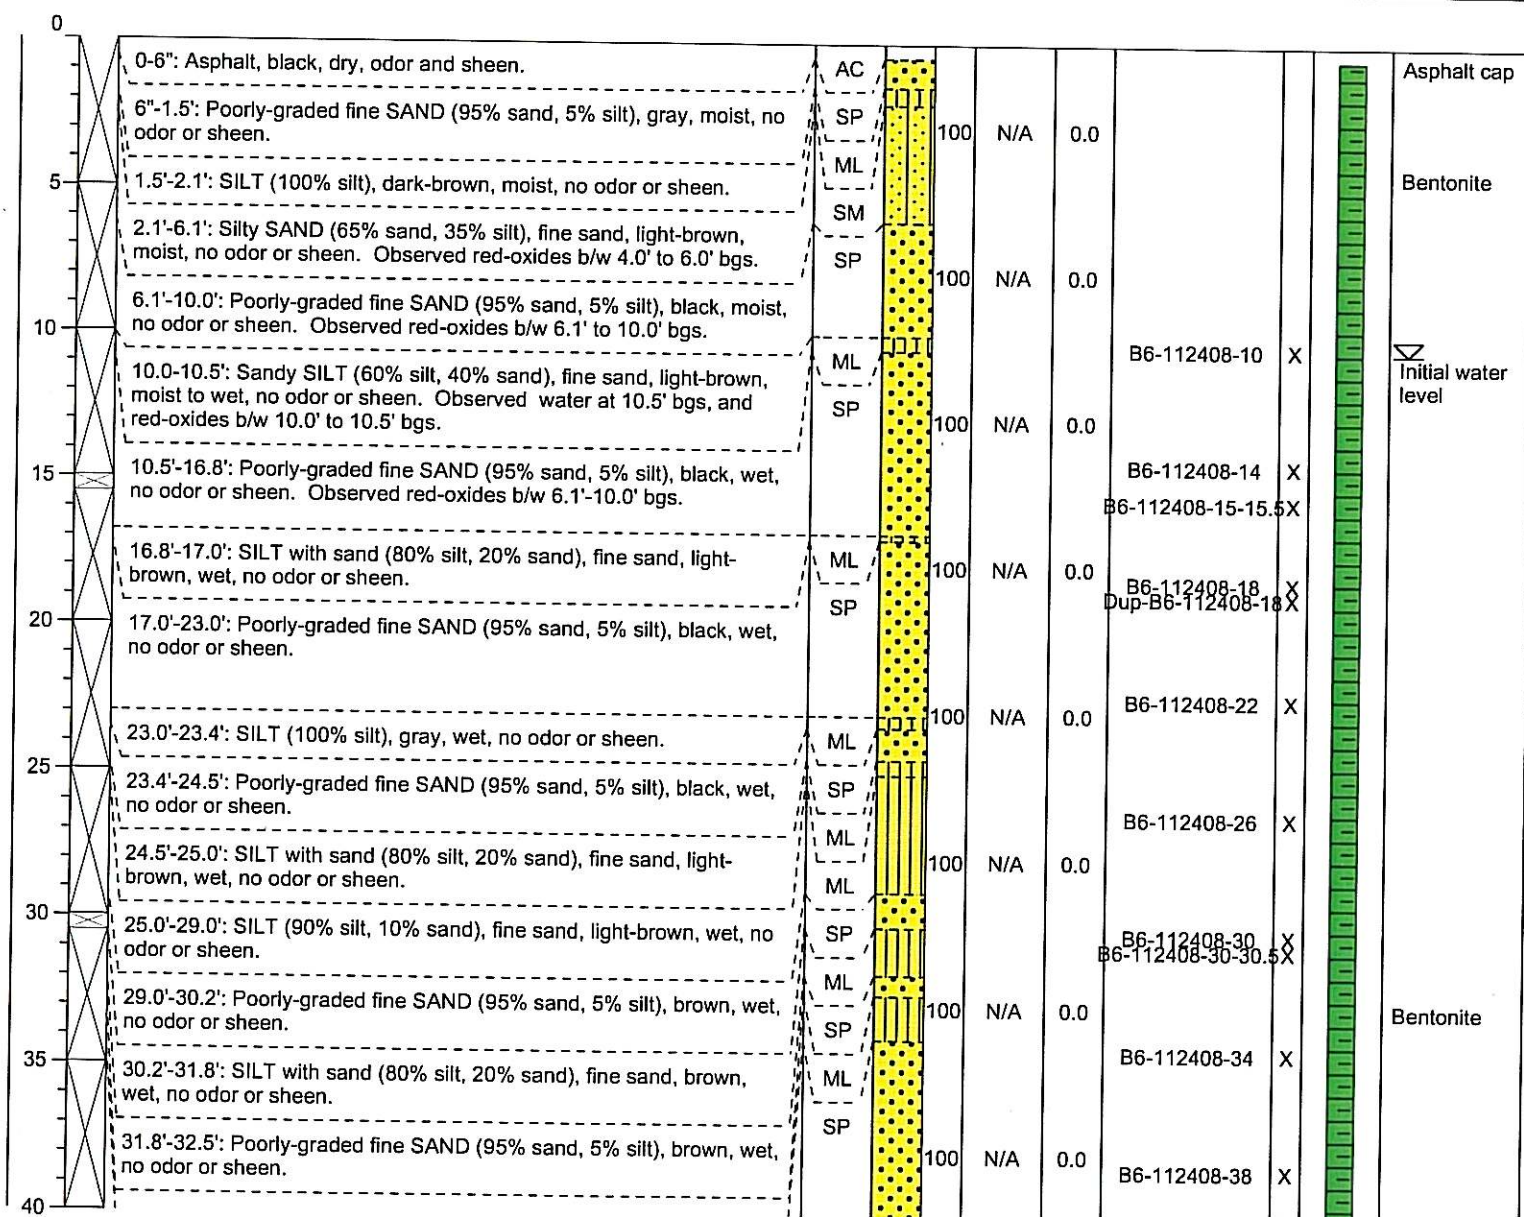 0
0-6": Asphalt, black, dry, odor and sheen.
AC
Asphalt cap
6"-1.5': Poorly-graded fine SAND (95% sand, 5% silt), gray, moist, no
odor or sheen.
SP
100 N/A 0.0
ML
5
1.5'-2.1': SILT (100% silt), dark-brown, moist, no odor or sheen.
Bentonite
SM
2.1'-6.1': Silty SAND (65% sand, 35% silt), fine sand, light-brown,
moist, no odor or sheen. Observed red-oxides b/w 4.0' to 6.0' bgs.
SP
100 N/A 0.0
6.1'-10.0': Poorly-graded fine SAND (95% sand, 5% silt), black, moist,
no odor or sheen. Observed red-oxides b/w 6.1' to 10.0' bgs.
10
ML
B6-112408-10 X
Initial water
level
10.0-10.5': Sandy SILT (60% silt, 40% sand), fine sand, light-brown,
moist to wet, no odor or sheen. Observed water at 10.5' bgs, and
red-oxides b/w 10.0' to 10.5' bgs.
SP
100 N/A 0.0
15
10.5'-16.8': Poorly-graded fine SAND (95% sand, 5% silt), black, wet,
no odor or sheen. Observed red-oxides b/w 6.1'-10.0' bgs.
B6-112408-14 X
B6-112408-15-15.5 X
16.8'-17.0': SILT with sand (80% silt, 20% sand), fine sand, light-
brown, wet, no odor or sheen.
ML
100 N/A 0.0
B6-112408-18 X
Dup-B6-112408-18 X
SP
20
17.0'-23.0': Poorly-graded fine SAND (95% sand, 5% silt), black, wet,
no odor or sheen.
B6-112408-22 X
100 N/A 0.0
23.0'-23.4': SILT (100% silt), gray, wet, no odor or sheen.
ML
25
23.4'-24.5': Poorly-graded fine SAND (95% sand, 5% silt), black, wet,
no odor or sheen.
SP
B6-112408-26 X
ML
24.5'-25.0': SILT with sand (80% silt, 20% sand), fine sand, light-
brown, wet, no odor or sheen.
100 N/A 0.0
ML
30
25.0'-29.0': SILT (90% silt, 10% sand), fine sand, light-brown, wet, no
odor or sheen.
SP
B6-112408-30 X
B6-112408-30-30.5 X
ML
29.0'-30.2': Poorly-graded fine SAND (95% sand, 5% silt), brown, wet,
no odor or sheen.
100 N/A 0.0
Bentonite
SP
35
30.2'-31.8': SILT with sand (80% silt, 20% sand), fine sand, brown,
wet, no odor or sheen.
ML
B6-112408-34 X
SP
31.8'-32.5': Poorly-graded fine SAND (95% sand, 5% silt), brown, wet,
no odor or sheen.
100 N/A 0.0
B6-112408-38 X
40